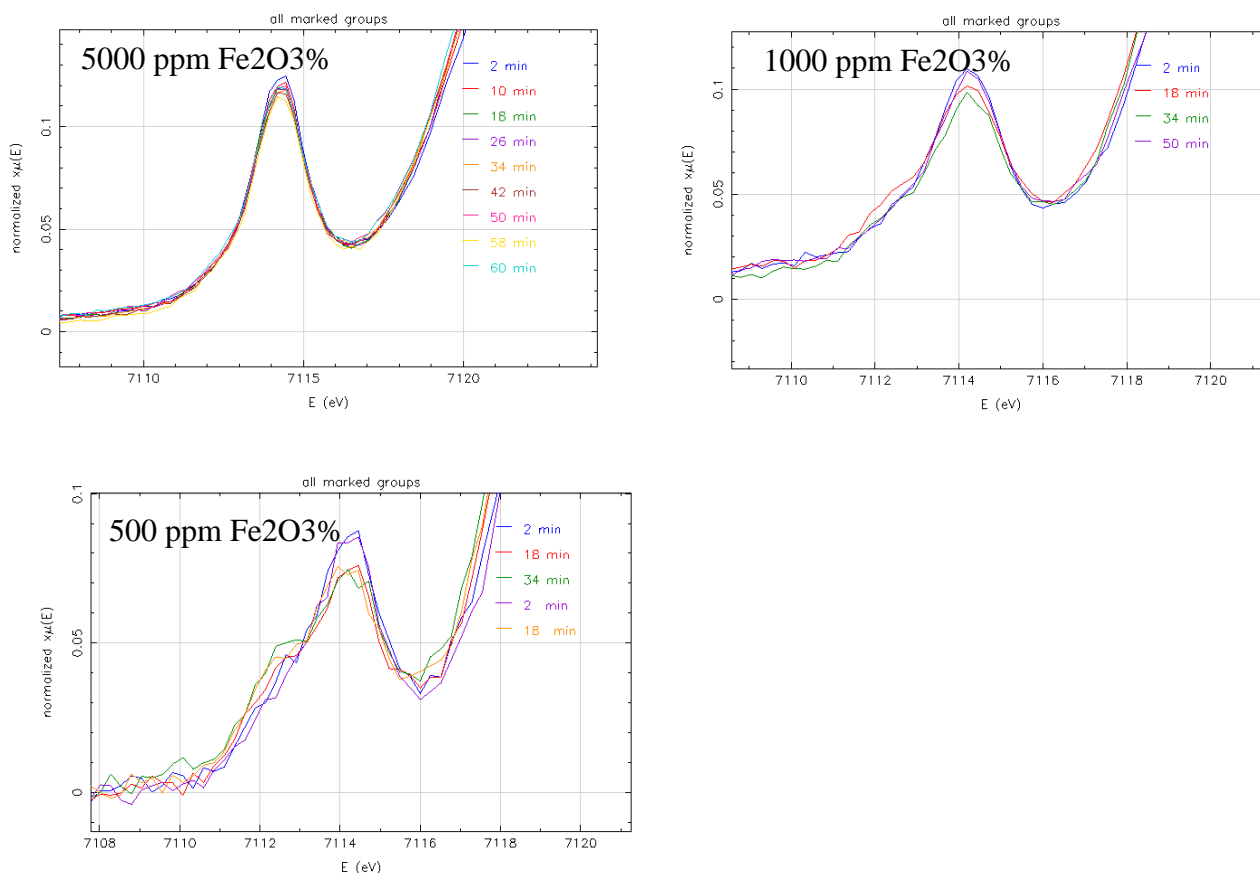 all marked groups
5000 ppm Fe2O3%
2 min
10 min
18 min
26 min
34 min
42 min
50 min
58 min
60 min
normalized xμ(E)
0.1
0.05
0
7110
7115
7120
E (eV)
all marked groups
1000 ppm Fe2O3%
2 min
18 min
34 min
50 min
normalized xμ(E)
0.1
0.05
0
7110
7112
7114
7116
7118
7120
E (eV)
all marked groups
500 ppm Fe2O3%
2 min
18 min
34 min
2 min
18 min
normalized xμ(E)
0.1
0.05
0
7108
7110
7112
7114
7116
7118
7120
E (eV)